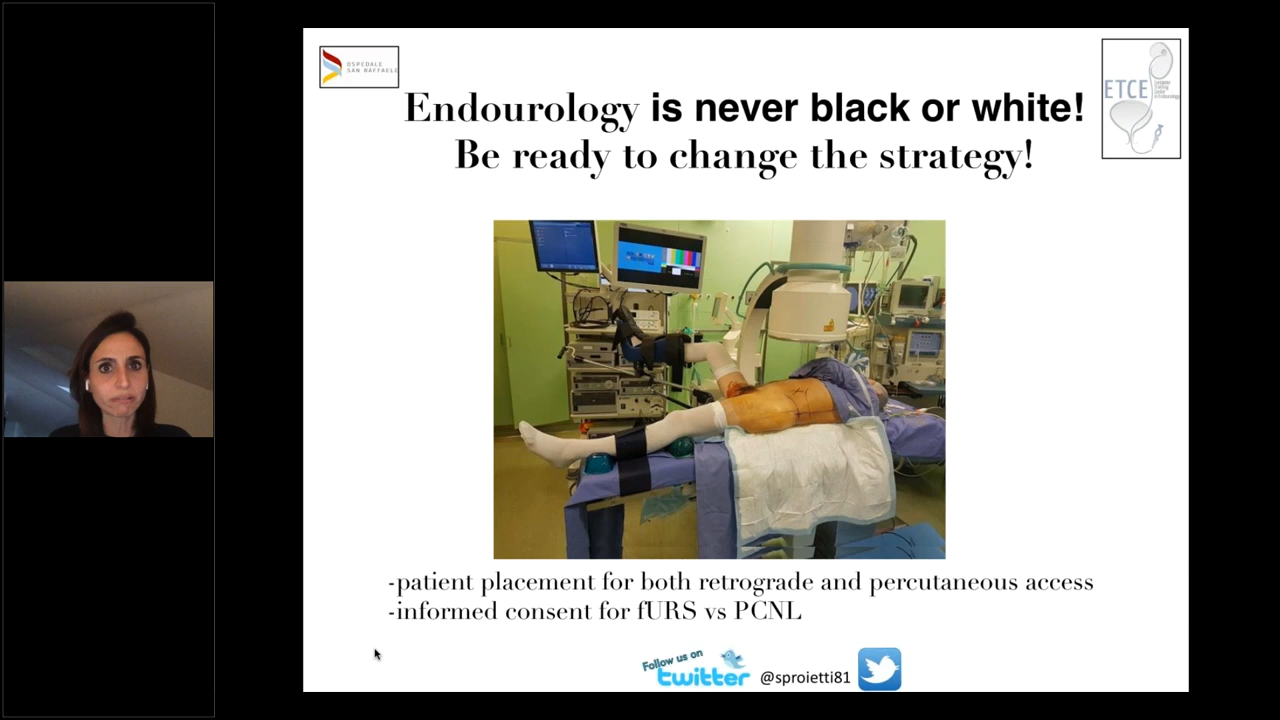 OSPEDALE
SAN RAFFAELE
Endourology is never black or white!
Be ready to change the strategy!
ETCE
-patient placement for both retrograde and percutaneous access
-informed consent for fURS vs PCNL
Follow us on
twitter
@sproietti81